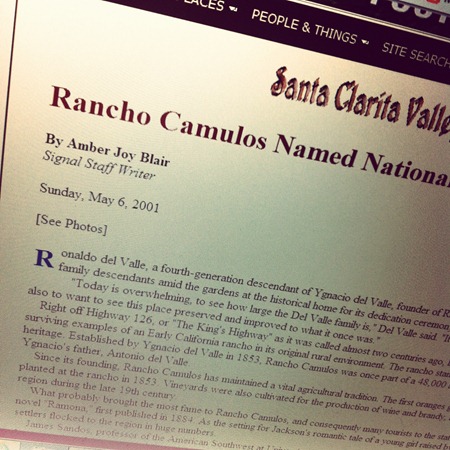 PLACES
PEOPLE & THINGS
SITE SEARCH
Santa Clarita Valley
Rancho Camulos Named National
By Amber Joy Blair
Signal Staff Writer
Sunday, May 6, 2001
[See Photos]
Ronaldo del Valle, a fourth-generation descendant of Ygnacio del Valle, founder of
family descendants amid the gardens at the historical home for its dedication ceremon
"Today is overwhelming, to see how large the Del Valle family is," Del Valle said.
also to want to see this place preserved and improved to what it once was."
Right off Highway 126, or "The King's Highway" as it was called almost two centuries ago,
surviving examples of an Early California rancho in its original rural environment. The rancho
heritage. Established by Ygnacio del Valle in 1853, Rancho Camulos was once part of a 48,000
Ygnacio's father, Antonio del Valle
Since its founding, Rancho Camulos has maintained a vital agricultural tradition. The first oranges
planted at the rancho in 1853. Vineyards were also cultivated for the production of wine and brandy,
region during the late 19th century.
What probably brought the most fame to Rancho Camulos, and consequently many tourists to the
novel "Ramona," first published in 1884. As the setting for Jackson's romantic tale of a young girl raised
settlers flocked to the region in huge numbers.
James Sandos, professor of the American Southwest at